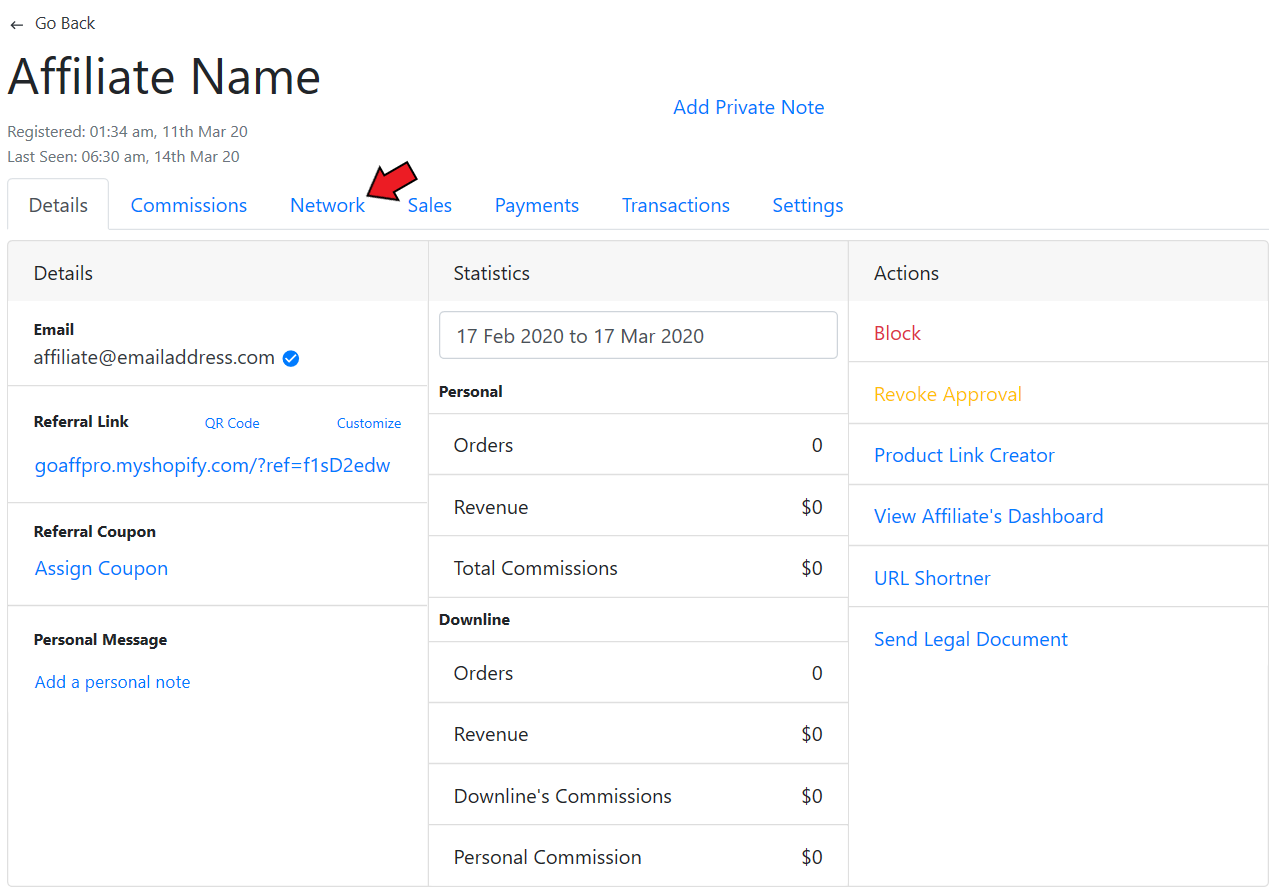 ← Go Back
Affiliate Name
Add Private Note
Registered: 01:34 am, 11th Mar 20
Last Seen: 06:30 am, 14th Mar 20
Details Commissions Network Sales Payments Transactions Settings
Details
Email
affiliate@emailaddress.com
Referral Link QR Code Customize
goaffpro.myshopify.com/?ref=f1sD2edw
Referral Coupon
Assign Coupon
Personal Message
Add a personal note
Statistics
17 Feb 2020 to 17 Mar 2020
Personal
Orders 0
Revenue $0
Total Commissions $0
Downline
Orders 0
Revenue $0
Downline's Commissions $0
Personal Commission $0
Actions
Block
Revoke Approval
Product Link Creator
View Affiliate's Dashboard
URL Shortner
Send Legal Document